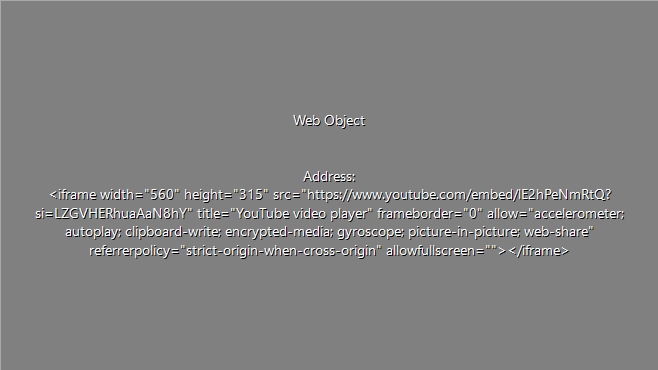 Web Object
Address:
<iframe width="560" height="315" src="https://www.youtube.com/embed/lE2hPeNmRtQ?
si=LZGVHERhuaAaN8hY" title="YouTube video player" frameborder="0" allow="accelerometer;
autoplay; clipboard-write; encrypted-media; gyroscope; picture-in-picture; web-share"
referrerpolicy="strict-origin-when-cross-origin" allowfullscreen=""></iframe>